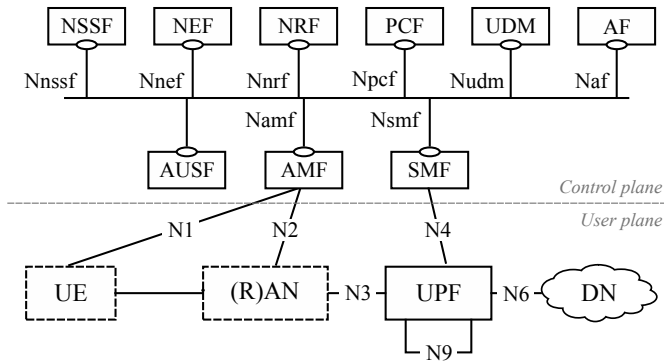 NSSF NEF NRF PCF UDM AF
Nnssf Nnef Nnrf Npcf Nudm Naf
Namf Nsmf
AUSF AMF SMF
Control plane
User plane
N1 N2 N4
UE (R)AN N3 UPF N6 DN
N9